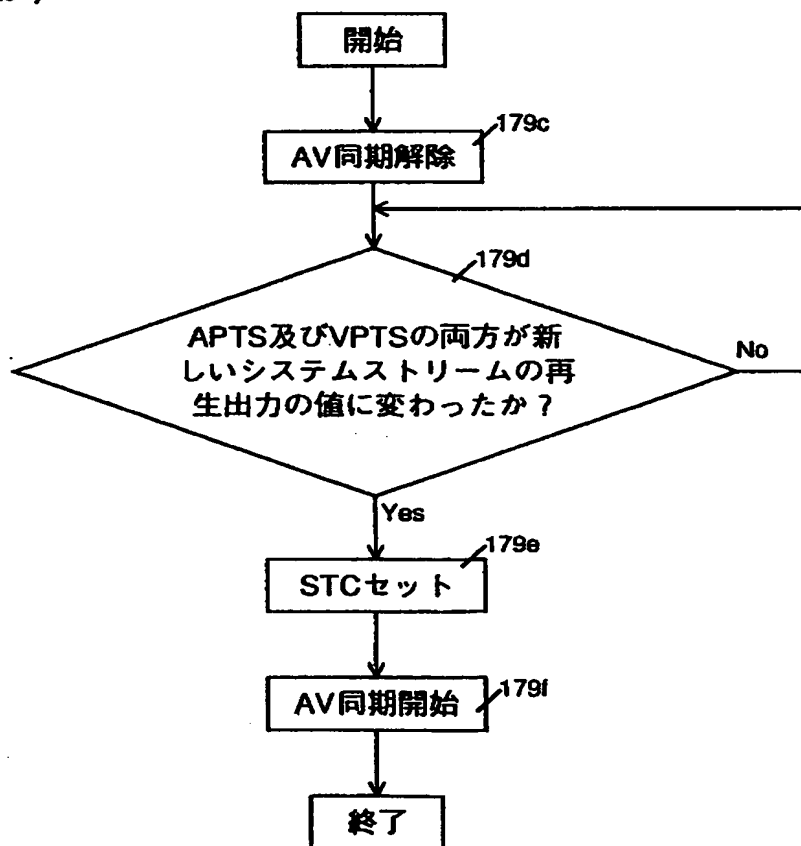 開始
179c
AV同期解除
179d
APTS及びVPTSの両方が新
しいシステムストリームの再
生出力の値に変わったか?
No
Yes
179e
STCセット
179f
AV同期開始
終了